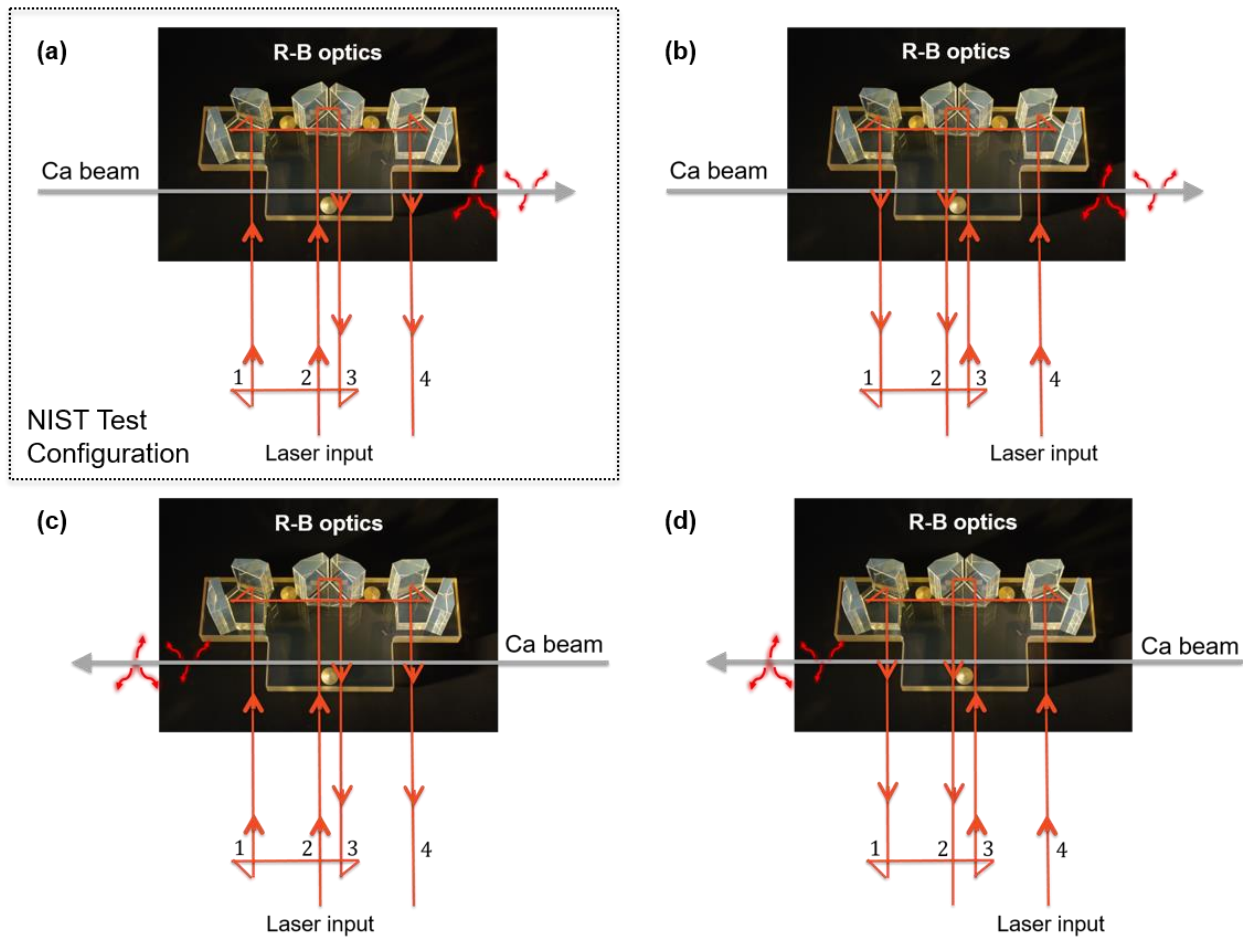 (a)
R-B optics
Ca beam
1 2 3 4
NIST Test
Configuration
Laser input
(b)
R-B optics
Ca beam
1 2 3 4
Laser input
(c)
R-B optics
Ca beam
1 2 3 4
Laser input
(d)
R-B optics
Ca beam
1 2 3 4
Laser input